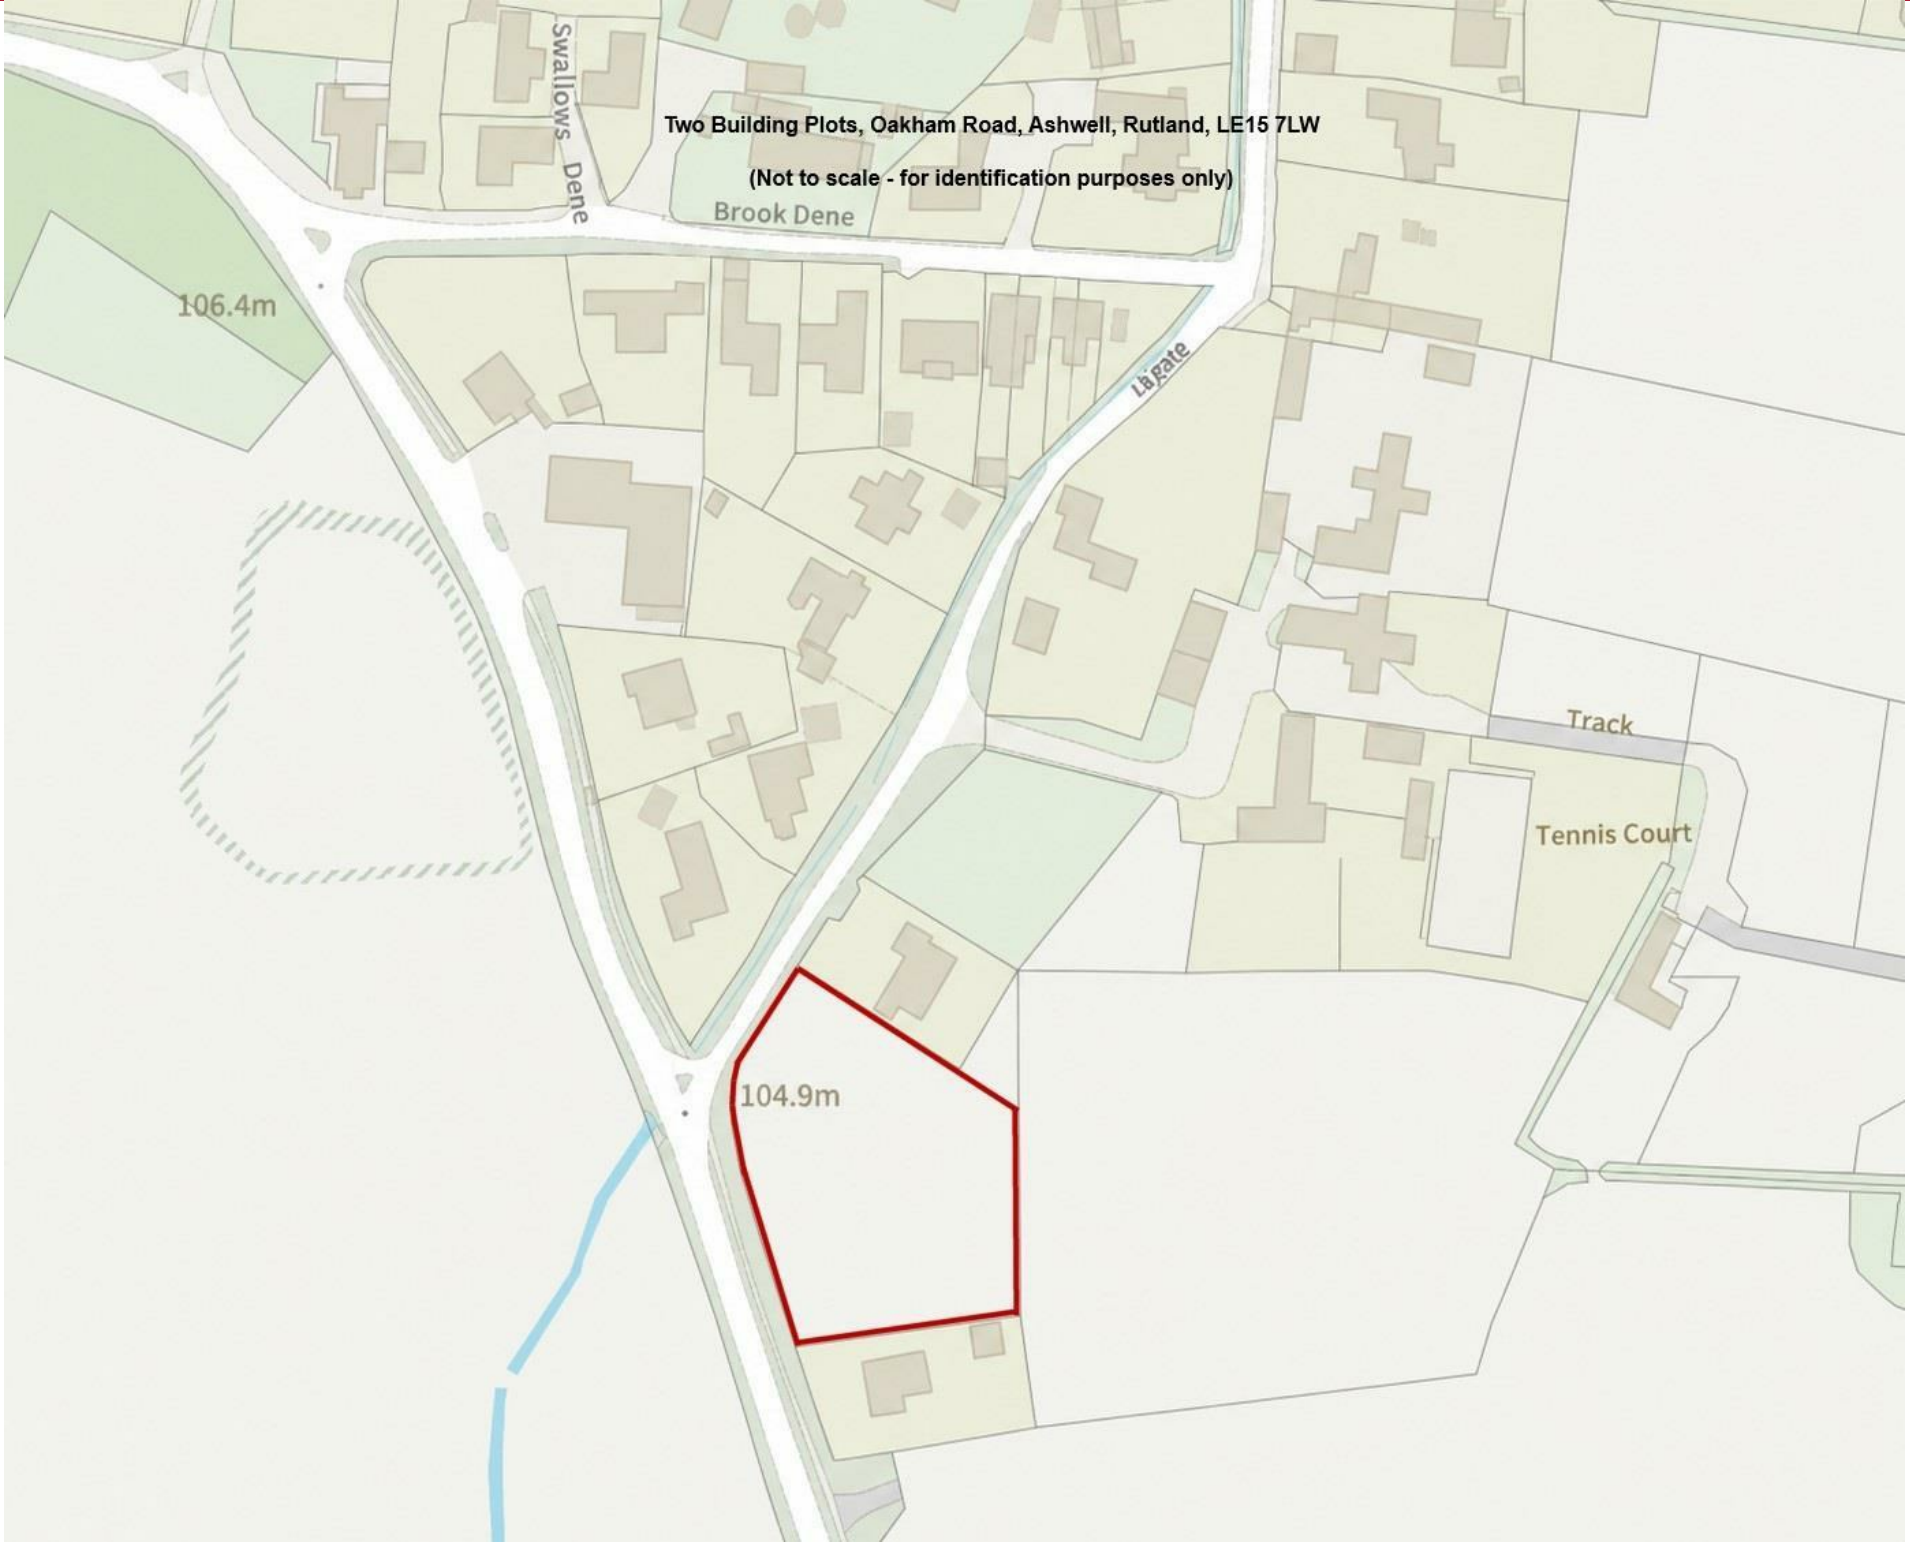 Swallows Dene
Two Building Plots, Oakham Road, Ashwell, Rutland, LE15 7LW
(Not to scale - for identification purposes only)
Brook Dene
106.4m
Track
Tennis Court
104.9m